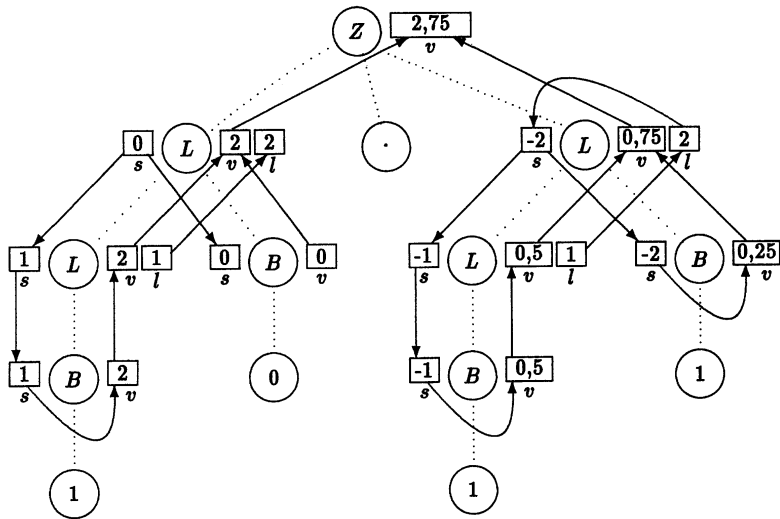 Z 2,75
v
0 L 2 2 · -2 L 0,75 2
s v l s v l
1 L 2 1 0 B 0 -1 L 0,5 1 -2 B 0,25
s v l s v s v l s v
1 B 2 0 -1 B 0,5 1
s v s v
1 1